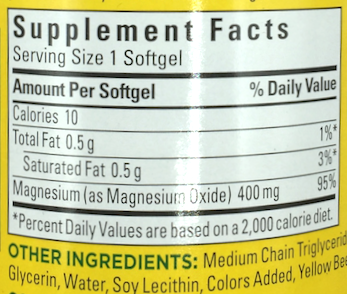 Supplement Facts
Serving Size 1 Softgel
Amount Per Softgel % Daily Value
Calories 10
Total Fat 0.5 g 1%*
Saturated Fat 0.5 g 3%*
Magnesium (as Magnesium Oxide) 400 mg 95%
*Percent Daily Values are based on a 2,000 calorie diet.
OTHER INGREDIENTS: Medium Chain Triglycerid
Glycerin, Water, Soy Lecithin, Colors Added, Yellow Bee